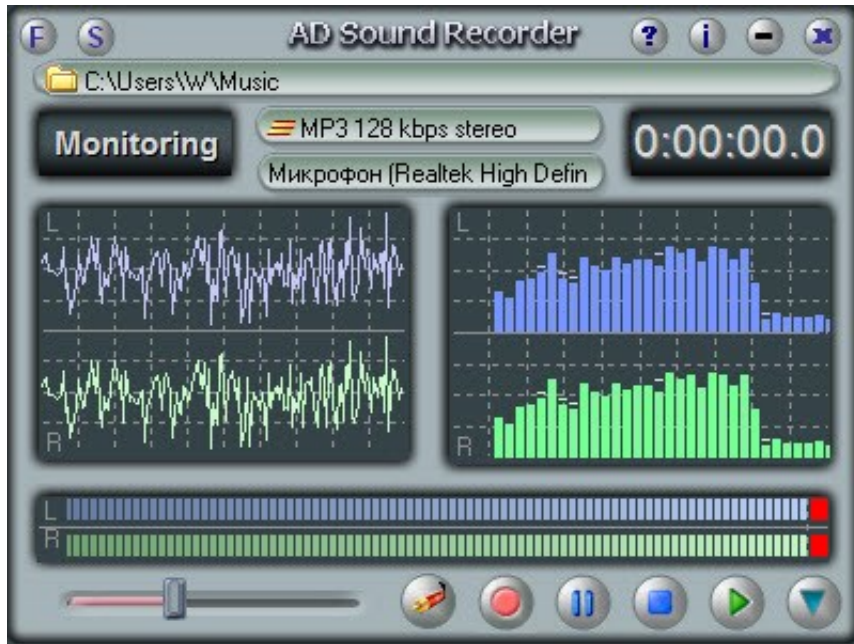 F S AD Sound Recorder ? i
C:\Users\W\Music
Monitoring
MP3 128 kbps stereo
0:00:00.0
Микрофон (Realtek High Defin
L
R
L
R
L
R